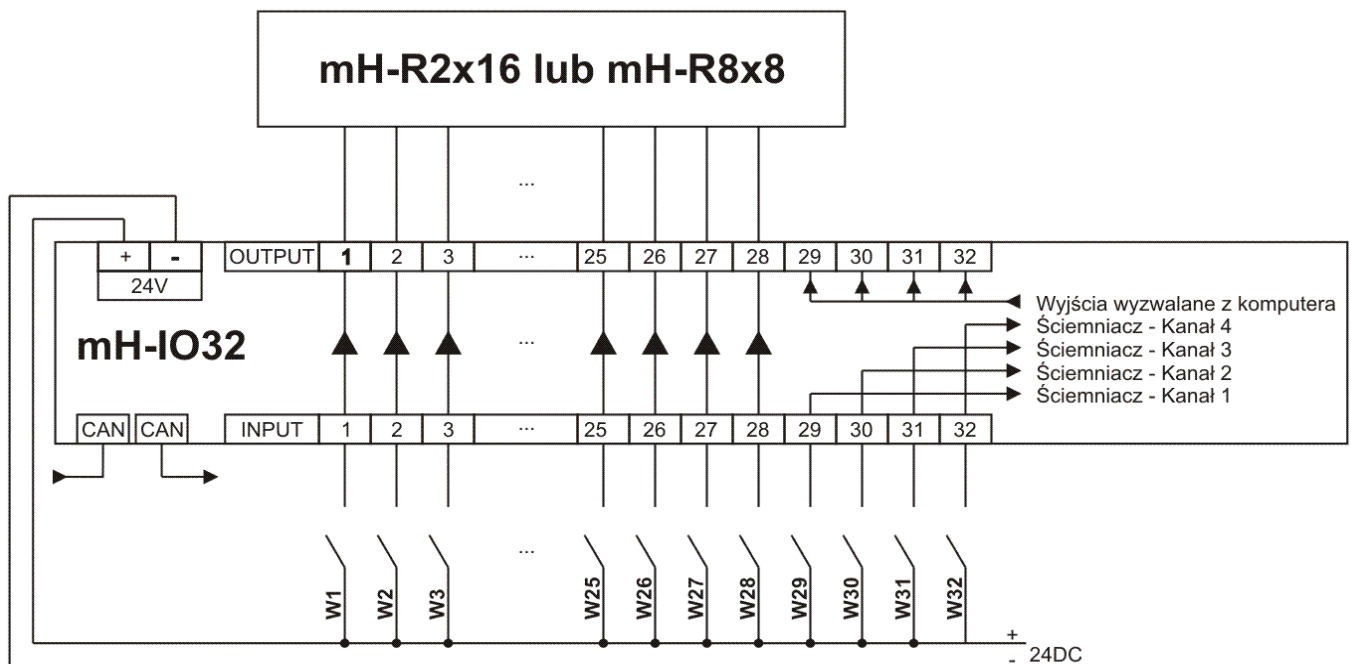 mH-R2x16 lub mH-R8x8
...
+ - OUTPUT 1 2 3 ... 25 26 27 28 29 30 31 32
24V
Wyjścia wyzwalane z komputera
Ściemniacz - Kanał 4
mH-IO32
...
Ściemniacz - Kanał 3
Ściemniacz - Kanał 2
Ściemniacz - Kanał 1
CAN CAN INPUT 1 2 3 ... 25 26 27 28 29 30 31 32
...
W1 W2 W3 W25 W26 W27 W28 W29 W30 W31 W32
+
- 24DC